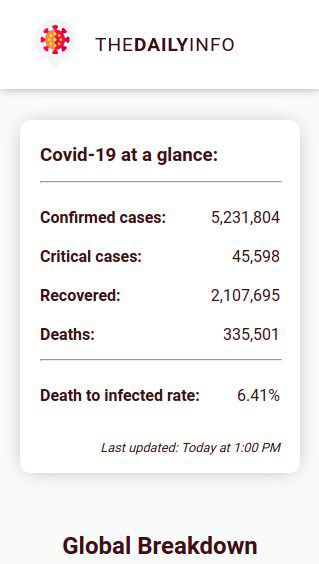 THEDAILYINFO
Covid-19 at a glance:
Confirmed cases: 5,231,804
Critical cases: 45,598
Recovered: 2,107,695
Deaths: 335,501
Death to infected rate: 6.41%
Last updated: Today at 1:00 PM
Global Breakdown